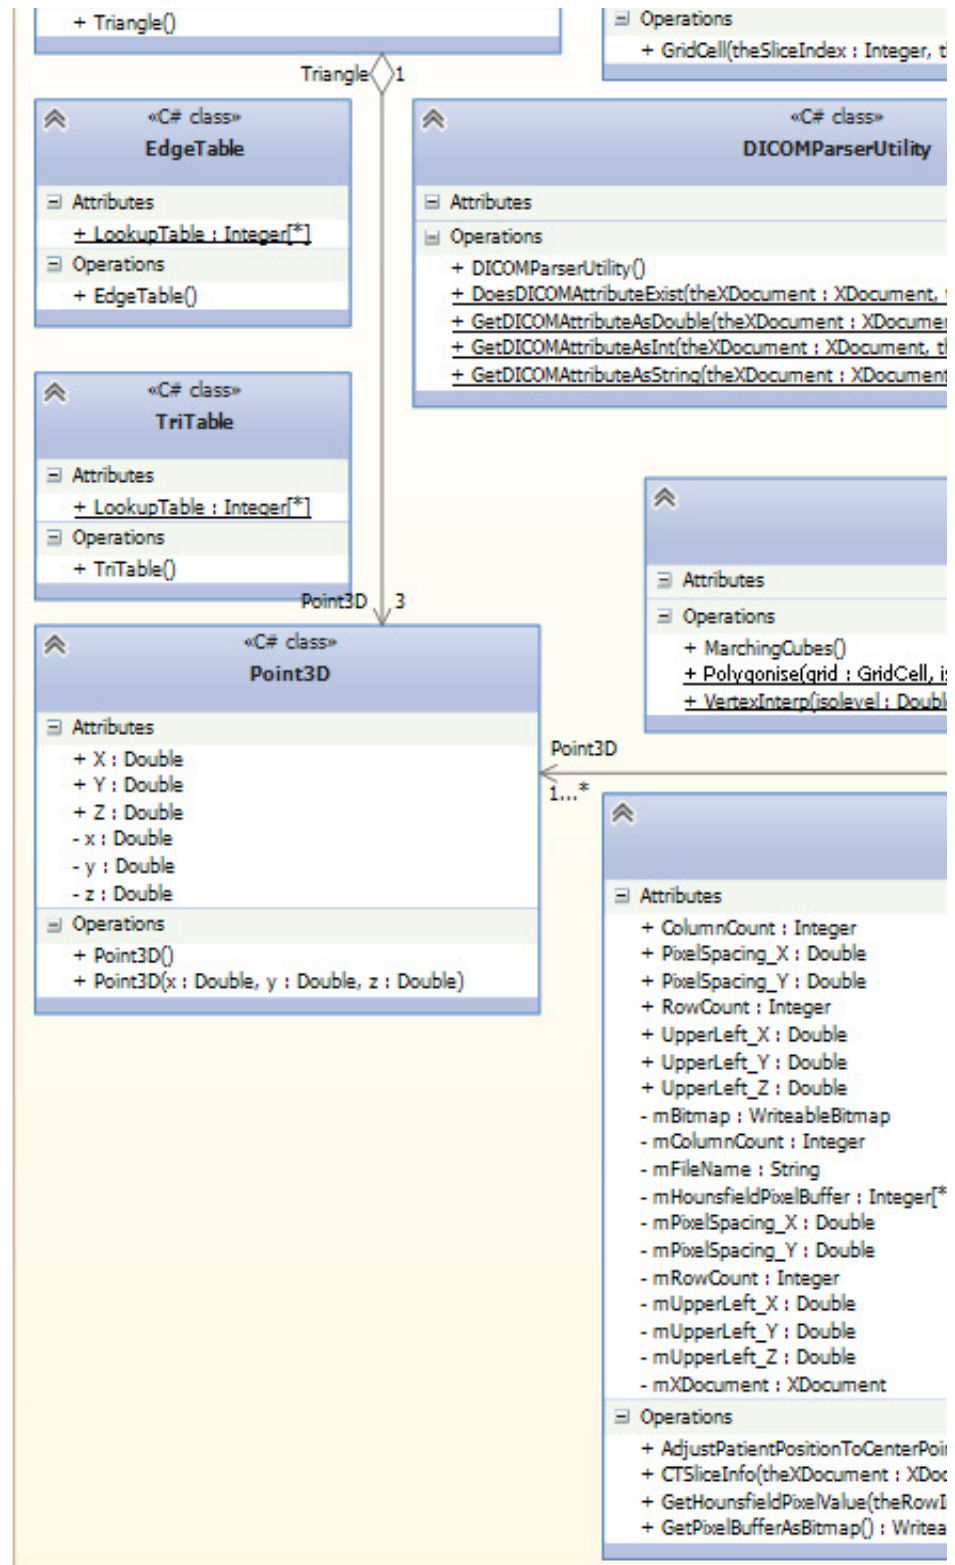 + Triangle()
Operations
+ GridCell(theSliceIndex : Integer, t
Triangle 1
«C# class»
EdgeTable
Attributes
+ LookupTable : Integer[*]
Operations
+ EdgeTable()
«C# class»
DICOMParserUtility
Attributes
Operations
+ DICOMParserUtility()
+ DoesDICOMAttributeExist(theXDocument : XDocument,
+ GetDICOMAttributeAsDouble(theXDocument : XDocumer
+ GetDICOMAttributeAsInt(theXDocument : XDocument, th
+ GetDICOMAttributeAsString(theXDocument : XDocument
«C# class»
TriTable
Attributes
+ LookupTable : Integer[*]
Operations
+ TriTable()
Attributes
Operations
+ MarchingCubes()
+ Polygonise(grid : GridCell, i
+ VertexInterp(isolevel : Doubl
Point3D 3
«C# class»
Point3D
Attributes
+ X : Double
+ Y : Double
+ Z : Double
- x : Double
- y : Double
- z : Double
Operations
+ Point3D()
+ Point3D(x : Double, y : Double, z : Double)
Point3D
1...*
Attributes
+ ColumnCount : Integer
+ PixelSpacing_X : Double
+ PixelSpacing_Y : Double
+ RowCount : Integer
+ UpperLeft_X : Double
+ UpperLeft_Y : Double
+ UpperLeft_Z : Double
- mBitmap : WriteableBitmap
- mColumnCount : Integer
- mFileName : String
- mHounsfieldPixelBuffer : Integer[*
- mPixelSpacing_X : Double
- mPixelSpacing_Y : Double
- mRowCount : Integer
- mUpperLeft_X : Double
- mUpperLeft_Y : Double
- mUpperLeft_Z : Double
- mXDocument : XDocument
Operations
+ AdjustPatientPositionToCenterPoi
+ CTSliceInfo(theXDocument : XDoc
+ GetHounsfieldPixelValue(theRowI
+ GetPixelBufferAsBitmap() : Writea